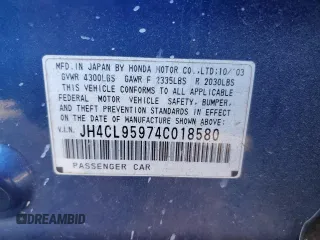 MFD. IN JAPAN BY HONDA MOTOR CO.,LTD:10/03
GVWR 4300LBS GAWR F 2335LBS R 2030LBS
THIS VEHICLE CONFORMS TO ALL APPLICABLE
FEDERAL MOTOR VEHICLE SAFETY, BUMPER,
AND THEFT PREVENTION STANDARDS IN EFFECT
ON THE DATE OF MANUFACTURE SHOWN ABOVE.
V.I.N. JH4CL95974C018580
PASSENGER CAR
DREAMBID